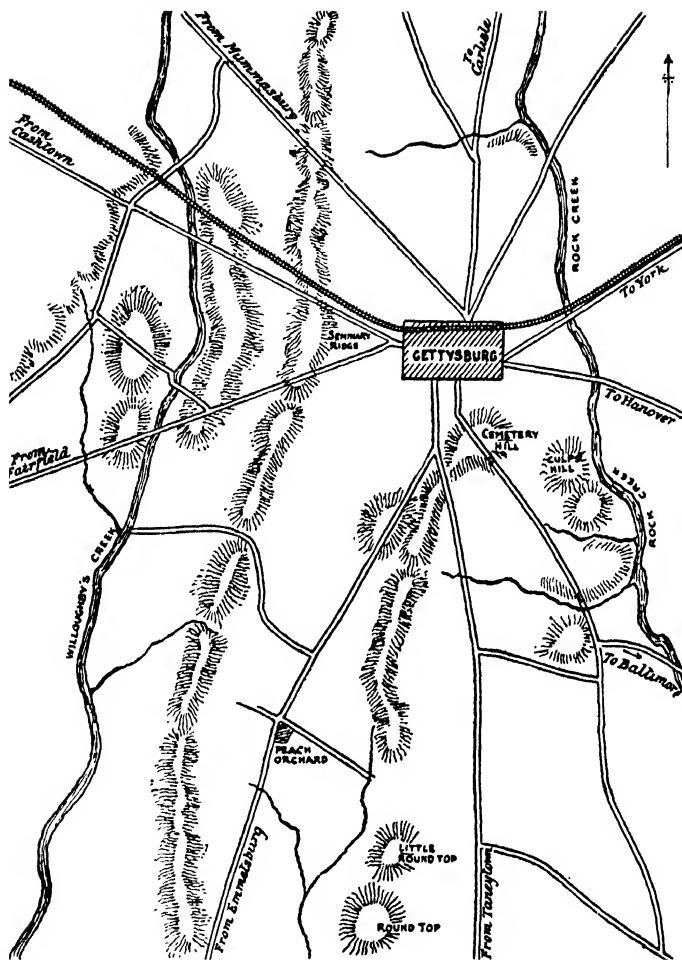 From Mummasburg
To
Carlisle
From
Cashtown
ROCK CREEK
To York
SEMINARY
RIDGE
GETTYSBURG
To Hanover
From
Fairfield
CEMETERY
HILL
CULP'S
HILL
ROCK CREEK
WILLOUGHBY'S CREEK
To Baltimor
PEACH
ORCHARD
From Emmetsburg
LITTLE
ROUND TOP
ROUND TOP
From Taneytown